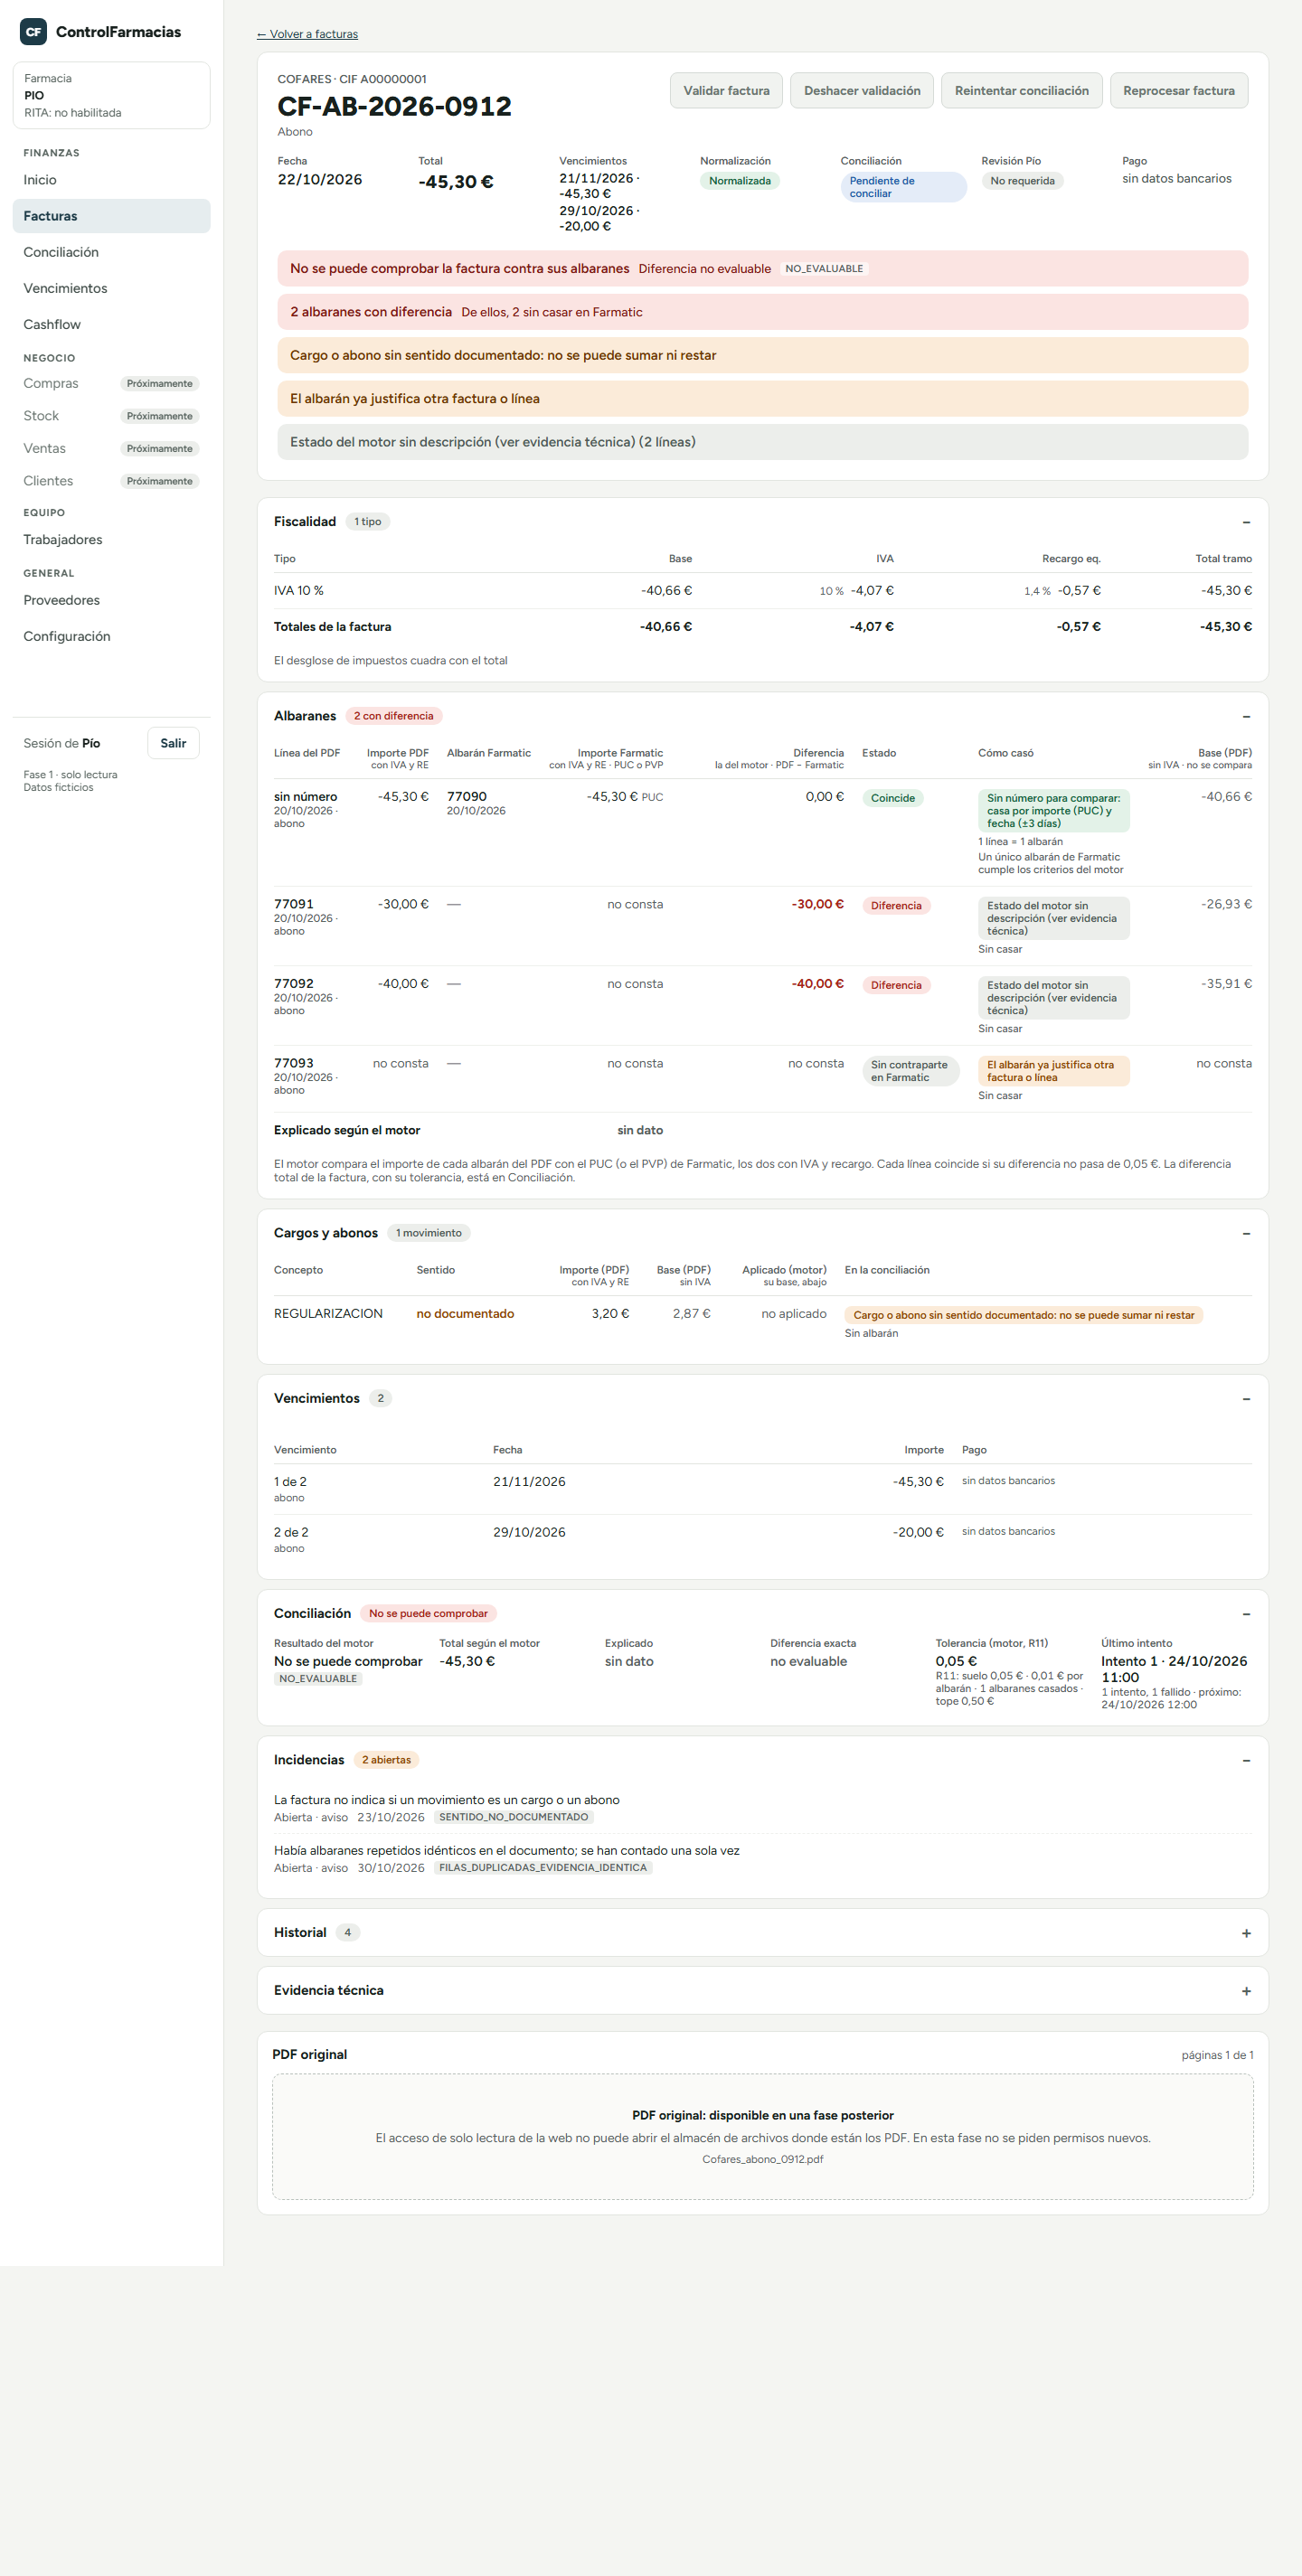 CF ControlFarmacias
Farmacia
PIO
RITA: no habilitada
FINANZAS
Inicio
Facturas
Conciliación
Vencimientos
Cashflow
NEGOCIO
Compras Próximamente
Stock Próximamente
Ventas Próximamente
Clientes Próximamente
EQUIPO
Trabajadores
GENERAL
Proveedores
Configuración
Sesión de Pío Salir
Fase 1 · solo lectura
Datos ficticios
← Volver a facturas
COFARES · CIF A00000001
CF-AB-2026-0912
Abono
Validar factura Deshacer validación Reintentar conciliación Reprocesar factura
Fecha
22/10/2026
Total
-45,30 €
Vencimientos
21/11/2026 ·
-45,30 €
29/10/2026 ·
-20,00 €
Normalización
Normalizada
Conciliación
Pendiente de
conciliar
Revisión Pío
No requerida
Pago
sin datos bancarios
No se puede comprobar la factura contra sus albaranes Diferencia no evaluable NO_EVALUABLE
2 albaranes con diferencia De ellos, 2 sin casar en Farmatic
Cargo o abono sin sentido documentado: no se puede sumar ni restar
El albarán ya justifica otra factura o línea
Estado del motor sin descripción (ver evidencia técnica) (2 líneas)
Fiscalidad 1 tipo −
Tipo Base IVA Recargo eq. Total tramo
IVA 10 % -40,66 € 10 % -4,07 € 1,4 % -0,57 € -45,30 €
Totales de la factura -40,66 € -4,07 € -0,57 € -45,30 €
El desglose de impuestos cuadra con el total
Albaranes 2 con diferencia −
Línea del PDF Importe PDF Albarán Farmatic Importe Farmatic Diferencia Estado Cómo casó Base (PDF)
con IVA y RE con IVA y RE · PUC o PVP la del motor · PDF − Farmatic sin IVA · no se compara
sin número -45,30 € 77090 -45,30 € PUC 0,00 € Coincide Sin número para comparar: -40,66 €
20/10/2026 · 20/10/2026 casa por importe (PUC) y
abono fecha (±3 días)
1 línea = 1 albarán
Un único albarán de Farmatic
cumple los criterios del motor
77091 -30,00 € — no consta -30,00 € Diferencia Estado del motor sin -26,93 €
20/10/2026 · descripción (ver evidencia
abono técnica)
Sin casar
77092 -40,00 € — no consta -40,00 € Diferencia Estado del motor sin -35,91 €
20/10/2026 · descripción (ver evidencia
abono técnica)
Sin casar
77093 no consta — no consta no consta Sin contraparte El albarán ya justifica otra no consta
20/10/2026 · en Farmatic factura o línea
abono Sin casar
Explicado según el motor sin dato
El motor compara el importe de cada albarán del PDF con el PUC (o el PVP) de Farmatic, los dos con IVA y recargo. Cada línea coincide si su diferencia no pasa de 0,05 €. La diferencia
total de la factura, con su tolerancia, está en Conciliación.
Cargos y abonos 1 movimiento −
Concepto Sentido Importe (PDF) Base (PDF) Aplicado (motor) En la conciliación
con IVA y RE sin IVA su base, abajo
REGULARIZACION no documentado 3,20 € 2,87 € no aplicado Cargo o abono sin sentido documentado: no se puede sumar ni restar
Sin albarán
Vencimientos 2 −
Vencimiento Fecha Importe Pago
1 de 2 21/11/2026 -45,30 € sin datos bancarios
abono
2 de 2 29/10/2026 -20,00 € sin datos bancarios
abono
Conciliación No se puede comprobar −
Resultado del motor
No se puede comprobar
NO_EVALUABLE
Total según el motor
-45,30 €
Explicado
sin dato
Diferencia exacta
no evaluable
Tolerancia (motor, R11)
0,05 €
R11: suelo 0,05 € · 0,01 € por
albarán · 1 albaranes casados ·
tope 0,50 €
Último intento
Intento 1 · 24/10/2026
11:00
1 intento, 1 fallido · próximo:
24/10/2026 12:00
Incidencias 2 abiertas −
La factura no indica si un movimiento es un cargo o un abono
Abierta · aviso 23/10/2026 SENTIDO_NO_DOCUMENTADO
Había albaranes repetidos idénticos en el documento; se han contado una sola vez
Abierta · aviso 30/10/2026 FILAS_DUPLICADAS_EVIDENCIA_IDENTICA
Historial 4 +
Evidencia técnica +
PDF original páginas 1 de 1
PDF original: disponible en una fase posterior
El acceso de solo lectura de la web no puede abrir el almacén de archivos donde están los PDF. En esta fase no se piden permisos nuevos.
Cofares_abono_0912.pdf